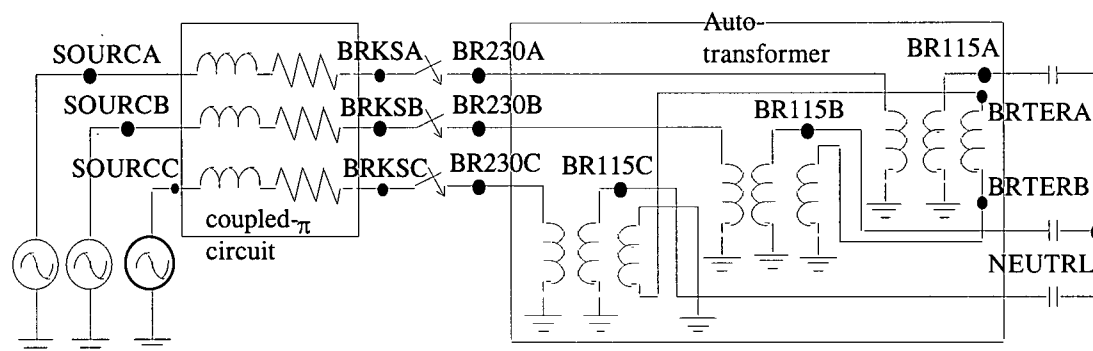 Auto-
transformer
SOURCA
BRKSA
BR230A
BR115A
SOURCB
BRKSB
BR230B
BR115B
BRTERA
SOURCC
BRKSC
BR230C
BR115C
BRTERB
coupled-π
circuit
NEUTRL